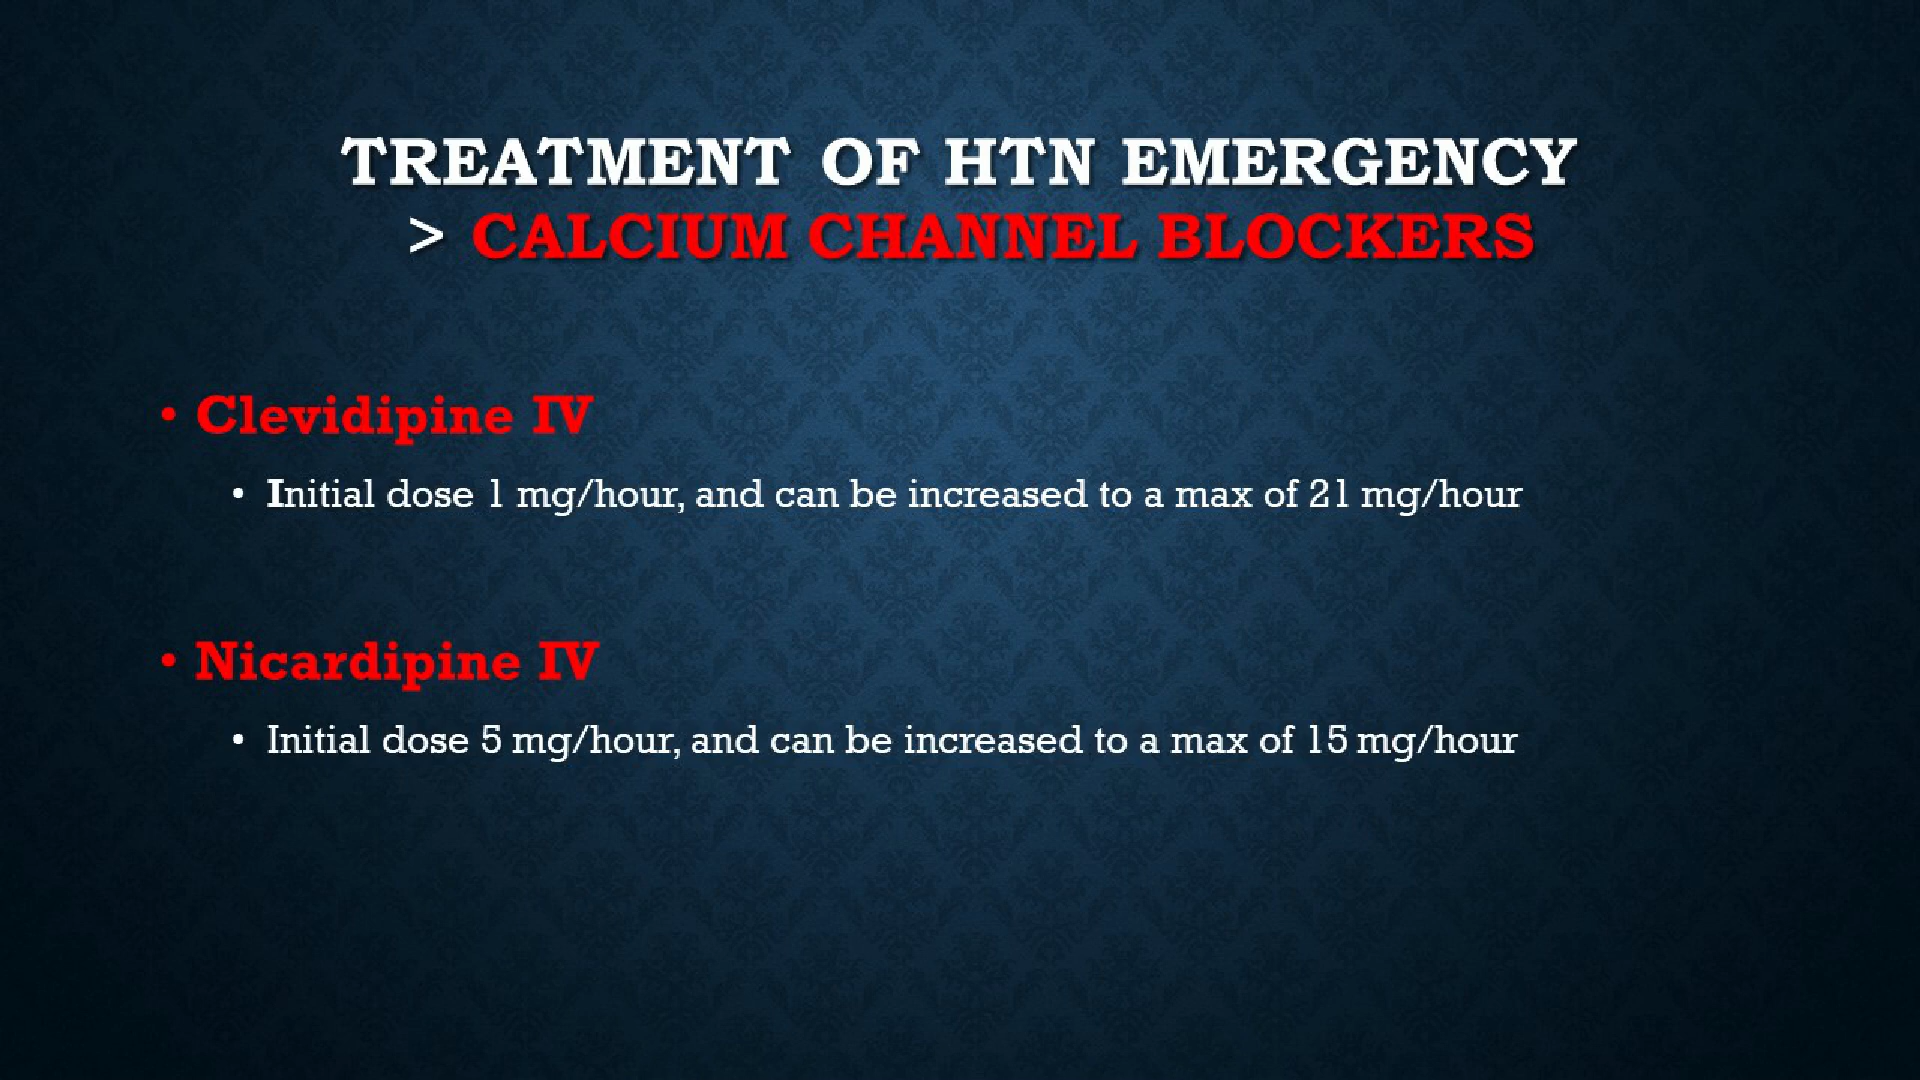 TREATMENT OF HTN EMERGENCY
> CALCIUM CHANNEL BLOCKERS
• Clevidipine IV
• Initial dose 1 mg/hour, and can be increased to a max of 21 mg/hour
• Nicardipine IV
• Initial dose 5 mg/hour, and can be increased to a max of 15 mg/hour